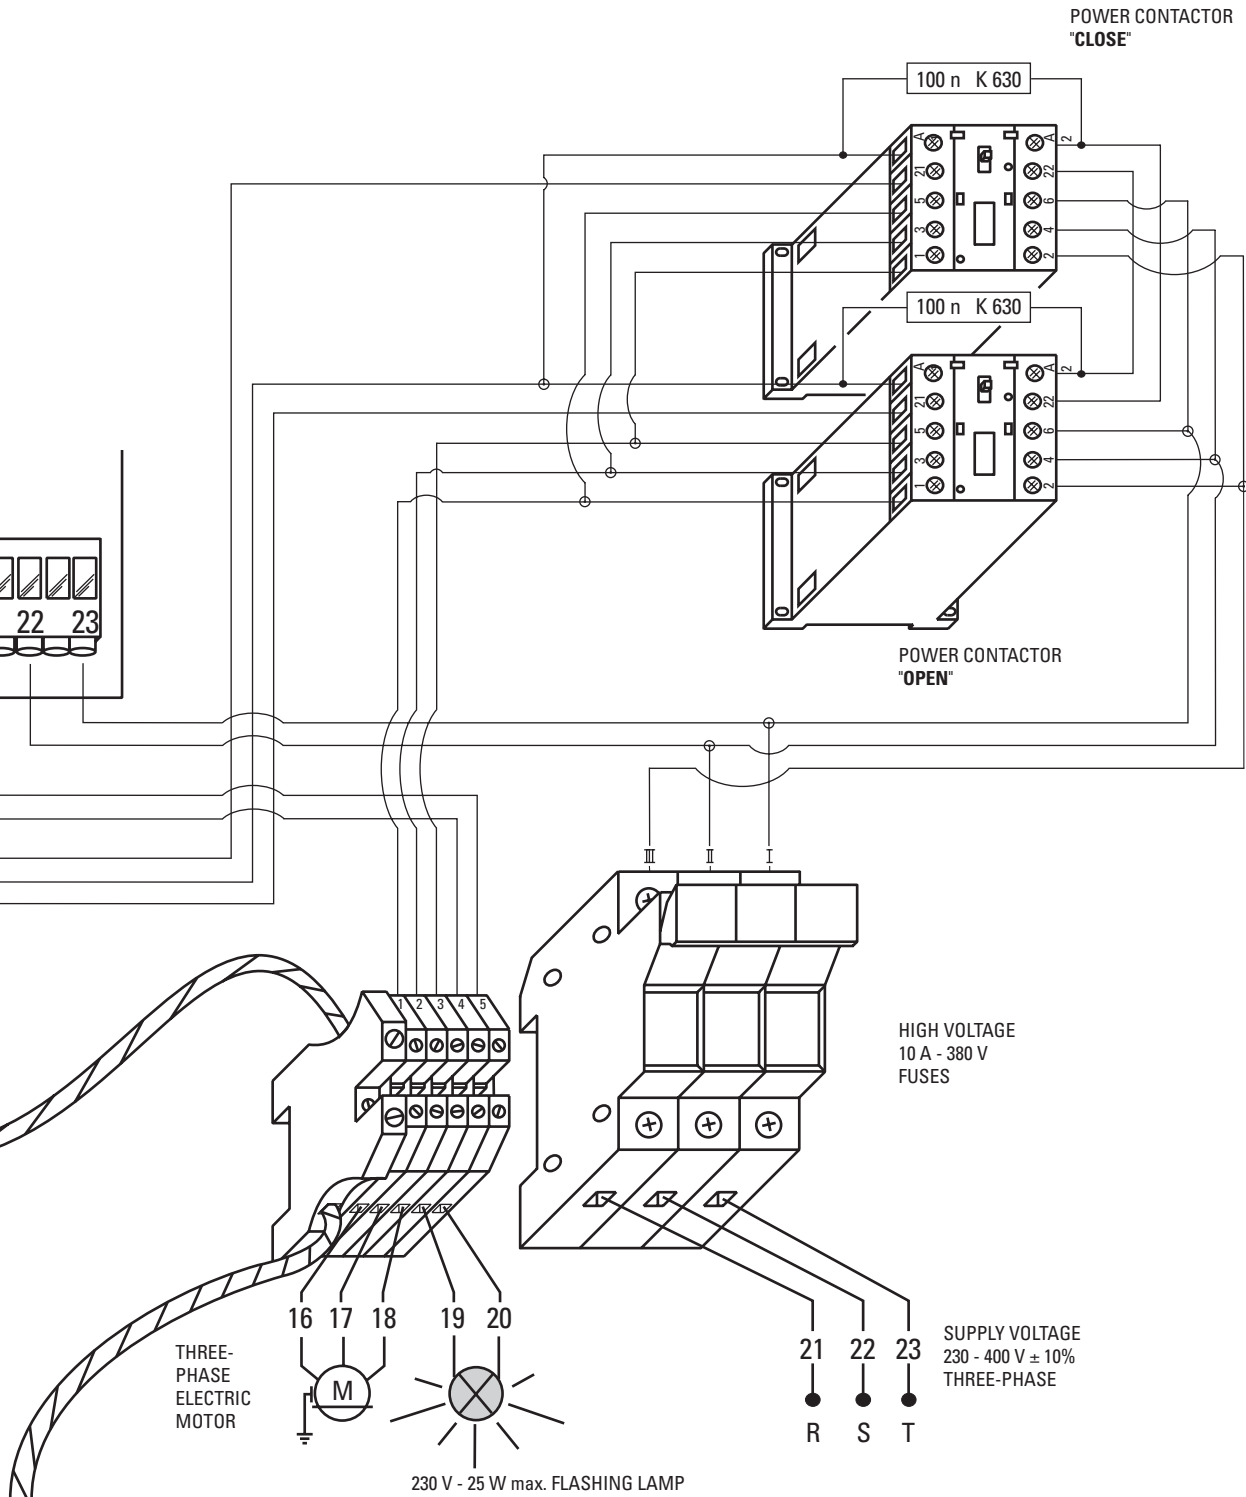 POWER CONTACTOR
"CLOSE"
100 n K 630
A
A
2
21
22
5
6
3
4
1
2
100 n K 630
A
A
2
21
22
5
6
3
4
1
2
22 23
POWER CONTACTOR
"OPEN"
III II I
1 2 3 4 5
HIGH VOLTAGE
10 A - 380 V
FUSES
16 17 18 19 20
21 22 23
SUPPLY VOLTAGE
230 - 400 V ± 10%
THREE-PHASE
THREE-
PHASE
ELECTRIC
MOTOR
M
R S T
230 V - 25 W max. FLASHING LAMP